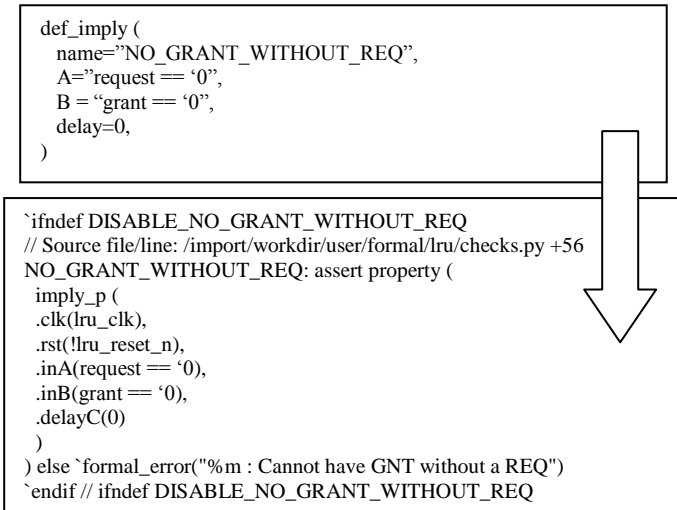 def_imply (
name=”NO_GRANT_WITHOUT_REQ”,
A=”request == ‘0”,
B = “grant == ‘0”,
delay=0,
)
`ifndef DISABLE_NO_GRANT_WITHOUT_REQ
// Source file/line: /import/workdir/user/formal/lru/checks.py +56
NO_GRANT_WITHOUT_REQ: assert property (
imply_p (
.clk(lru_clk),
.rst(!lru_reset_n),
.inA(request == ‘0),
.inB(grant == ‘0),
.delayC(0)
)
) else `formal_error("%m : Cannot have GNT without a REQ")
`endif // ifndef DISABLE_NO_GRANT_WITHOUT_REQ